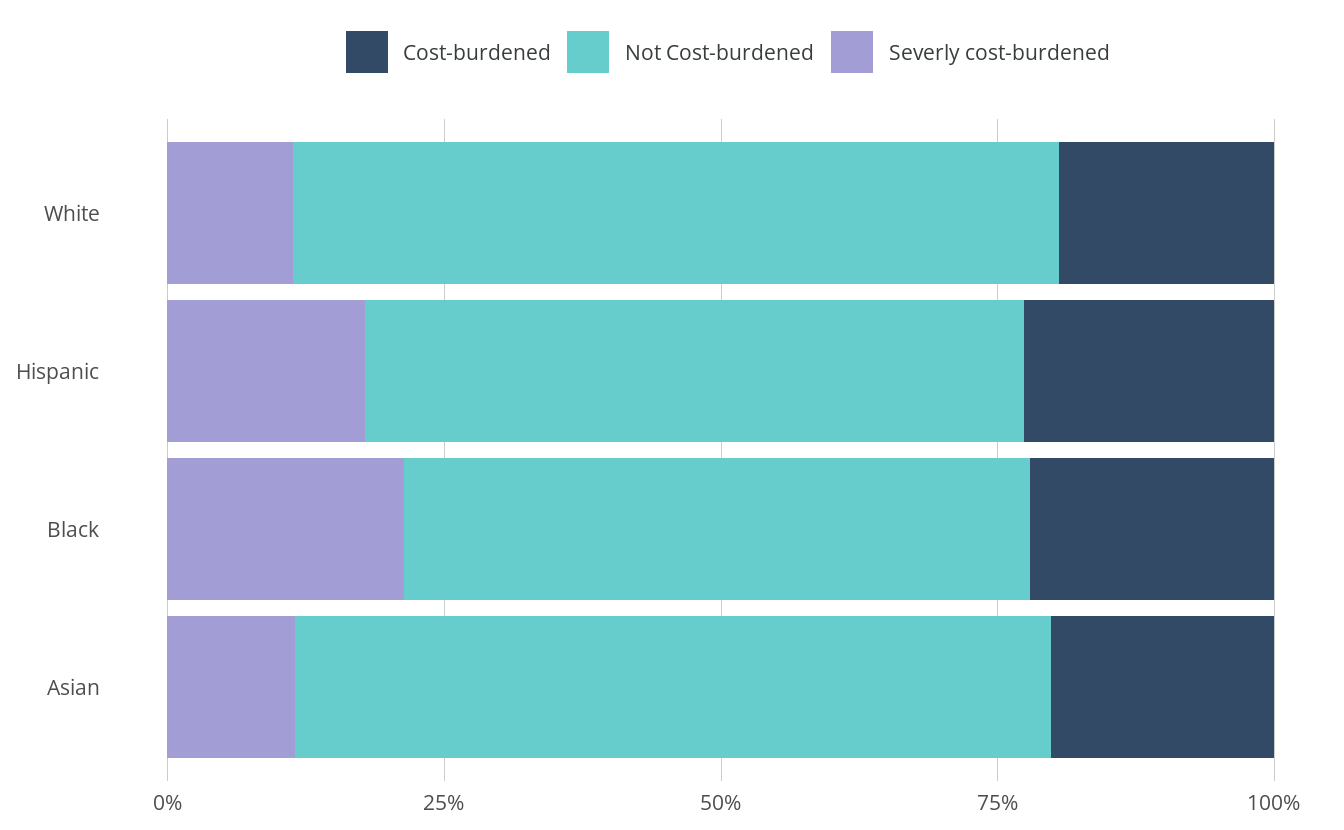 Cost-burdened Not Cost-burdened Severly cost-burdened
White
Hispanic
Black
Asian
0% 25% 50% 75% 100%